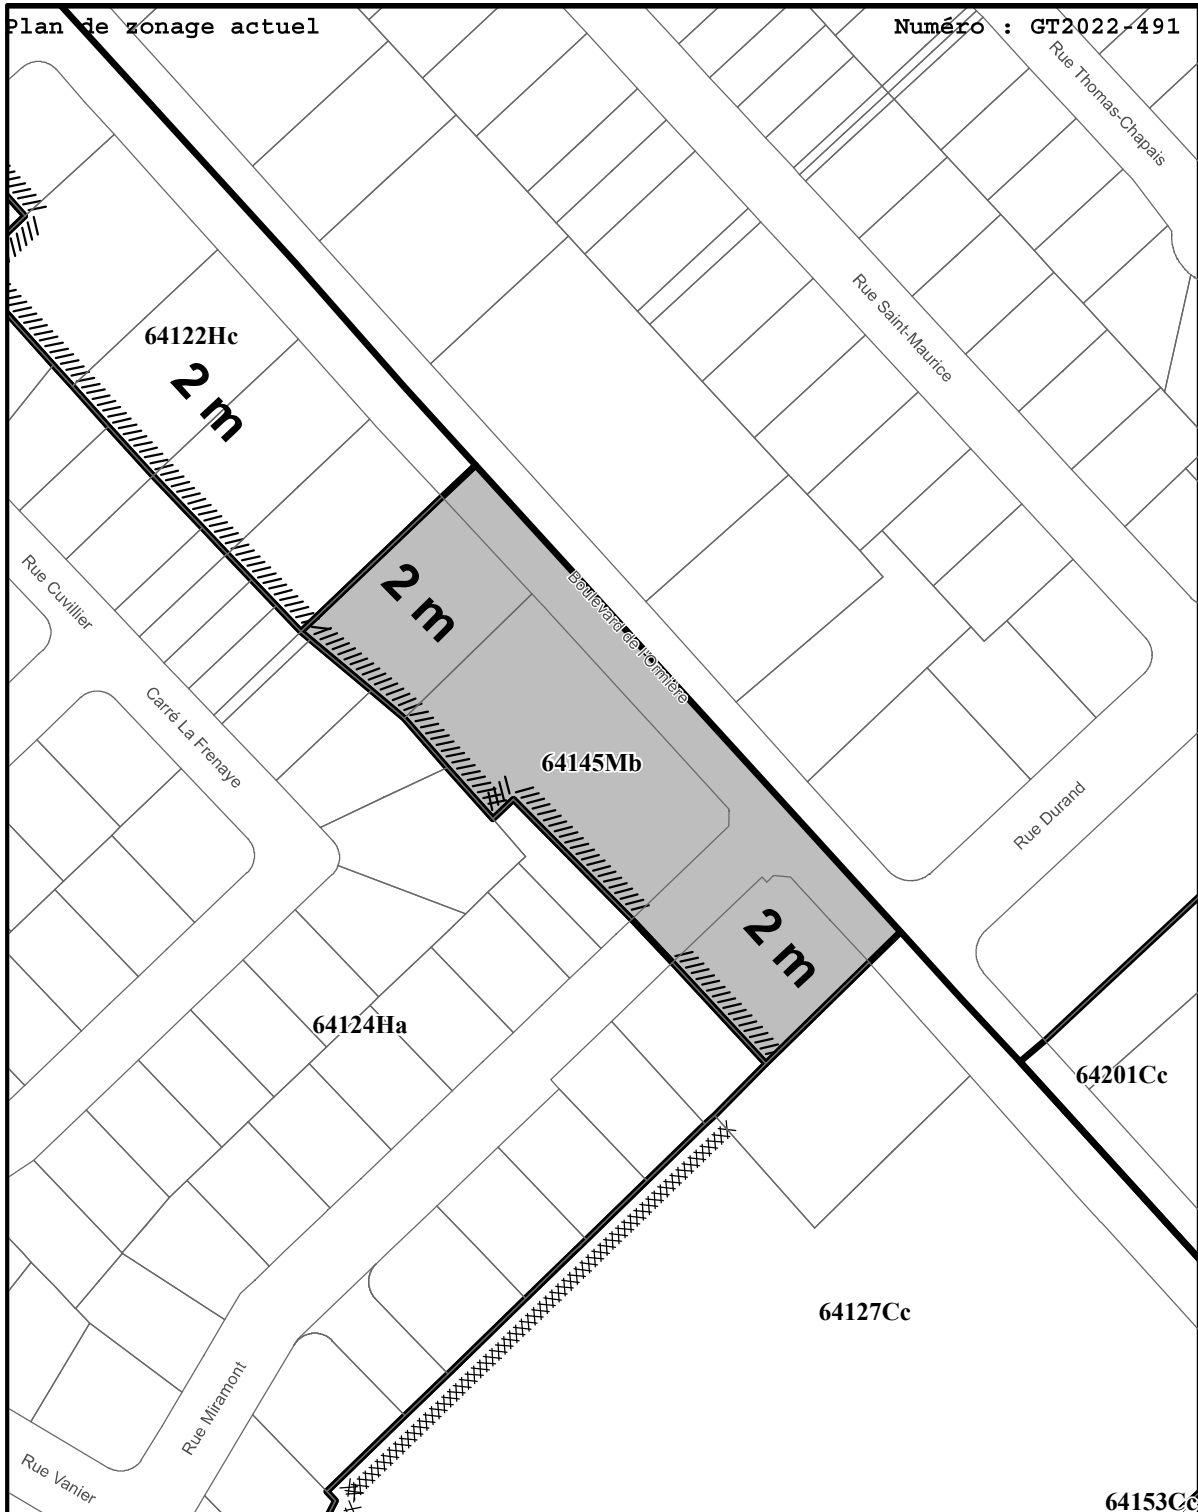 Plan de zonage actuel
Numéro : GT2022-491
Rue Thomas-Chapais
Rue Saint-Maurice
64122Hc
2 m
Rue Cuvillier
2 m
Boulevard de l'Ormière
Carré La Frenaye
64145Mb
Rue Durand
2 m
64124Ha
64201Cc
64127Cc
Rue Miramont
Rue Vanier
64153Cc